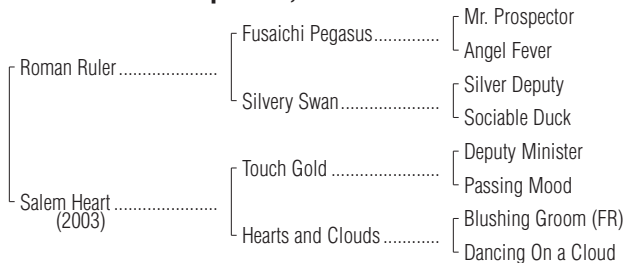 Mr. Prospector
Fusaichi Pegasus..............
Angel Fever
Roman Ruler.....................
Silver Deputy
Silvery Swan.....................
Sociable Duck
Deputy Minister
Touch Gold.......................
Passing Mood
Salem Heart......................
(2003)
Blushing Groom (FR)
Hearts and Clouds............
Dancing On a Cloud